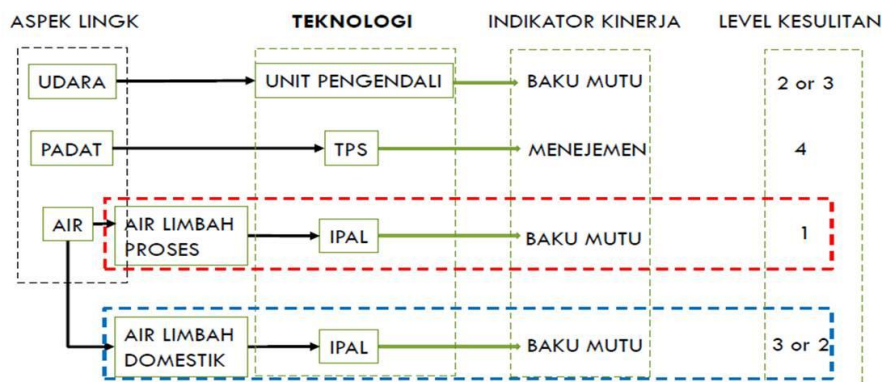 ASPEK LINGK TEKNOLOGI INDIKATOR KINERJA LEVEL KESULITAN
UDARA UNIT PENGENDALI BAKU MUTU 2 or 3
PADAT TPS MENEJEMEN 4
AIR AIR LIMBAH PROSES IPAL BAKU MUTU 1
AIR LIMBAH DOMESTIK IPAL BAKU MUTU 3 or 2